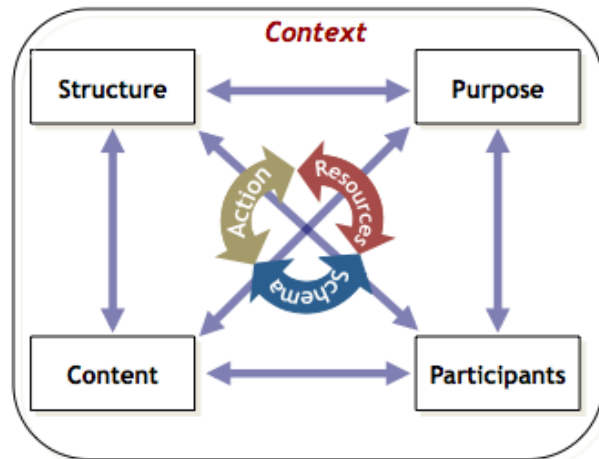 Context
Structure
Purpose
Action
Resources
Schema
Content
Participants